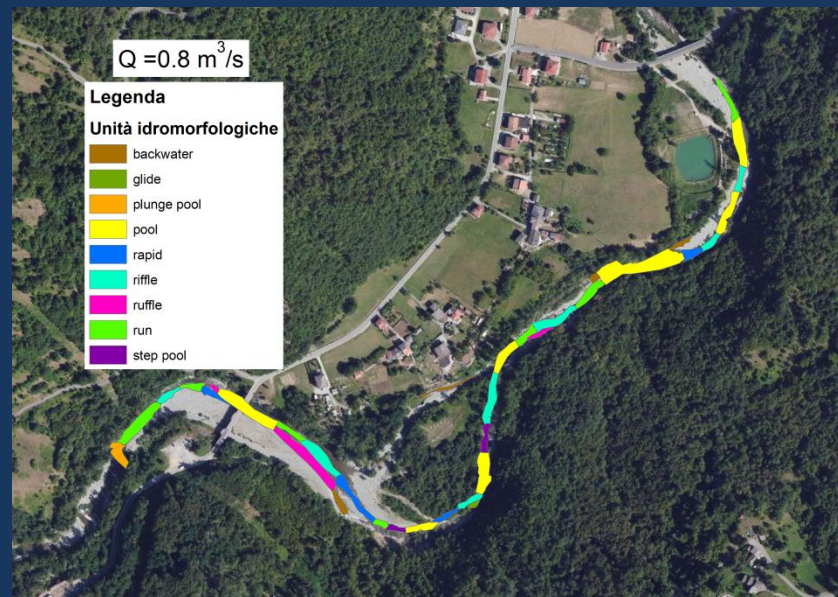 Q =0.8 m³/s
Legenda
Unità idromorfologiche
backwater
glide
plunge pool
pool
rapid
riffle
ruffle
run
step pool